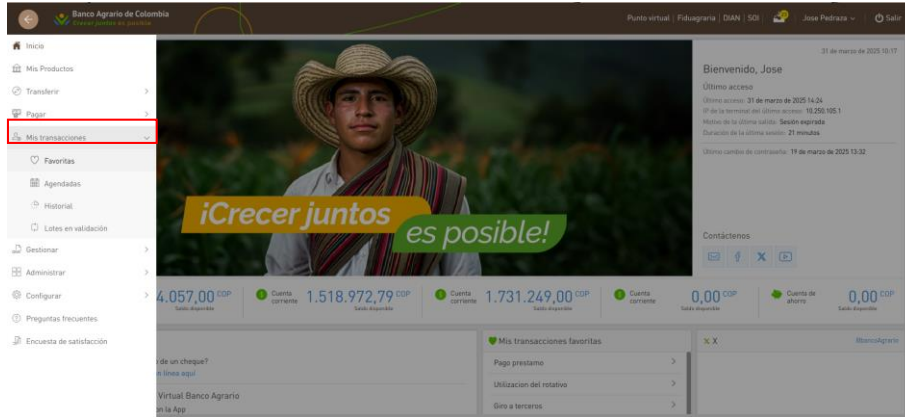 Banco Agrario de Colombia
Crecer juntos es posible
Punto virtual | Fiduagraria | DIAN | SOI | Jose Pedraza Salir
Inicio
Mis Productos
Transferir
Pagar
Mis transacciones
Favoritas
Agendadas
Historial
Lotes en validación
Gestionar
Administrar
Configurar
Preguntas frecuentes
Encuesta de satisfacción
¡Crecer juntos
es posible!
31 de marzo de 2025 16:17
Bienvenido, Jose
Último acceso
Último acceso: 31 de marzo de 2025 14:24
IP de la terminal del último acceso: 10.250.105.1
Motivo de la última salida: Sesión expirada
Duración de la última sesión: 21 minutos
Último cambio de contraseña: 19 de marzo de 2025 13:32
Contáctenos
4.057,00 COP
Saldo disponible
Cuenta corriente 1.518.972,79 COP
Saldo disponible
Cuenta corriente 1.731.249,00 COP
Saldo disponible
Cuenta corriente 0,00 COP
Saldo disponible
Cuenta de ahorro 0,00 COP
Saldo disponible
de un cheque?
en línea aquí
Virtual Banco Agrario
en la App
Mis transacciones favoritas
Pago prestamo
Utilizacion del rotativo
Giro a terceros
X